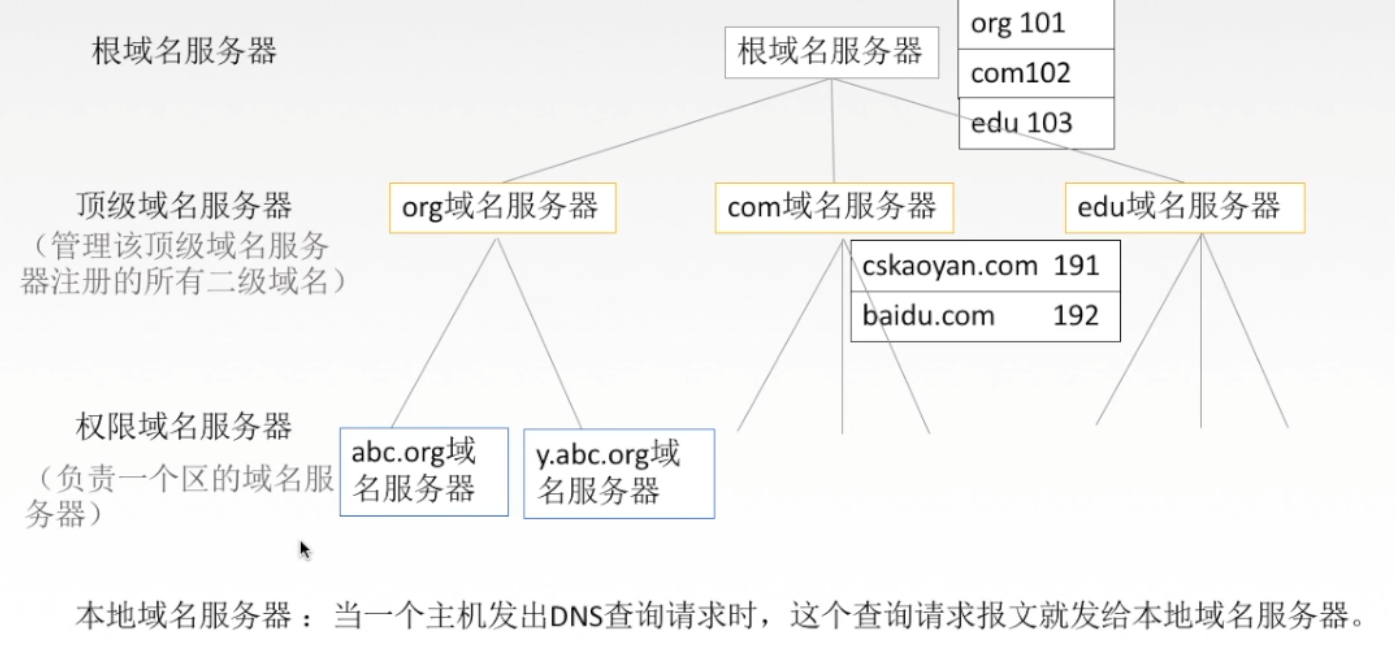 根域名服务器
根域名服务器
org 101
com102
edu 103
顶级域名服务器
（管理该顶级域名服务
器注册的所有二级域名）
org域名服务器
com域名服务器
edu域名服务器
cskaoyan.com 191
baidu.com 192
权限域名服务器
（负责一个区的域名服
务器）
abc.org域
名服务器
y.abc.org域
名服务器
本地域名服务器：当一个主机发出DNS查询请求时，这个查询请求报文就发给本地域名服务器。